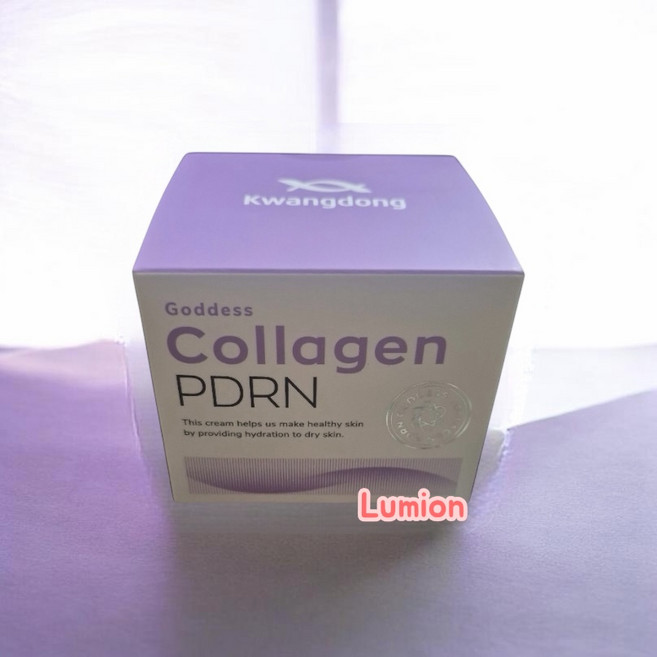 Kwangdong
Goddess
Collagen
PDRN
This cream helps us make healthy skin
by providing hydration to dry skin.
Lumion